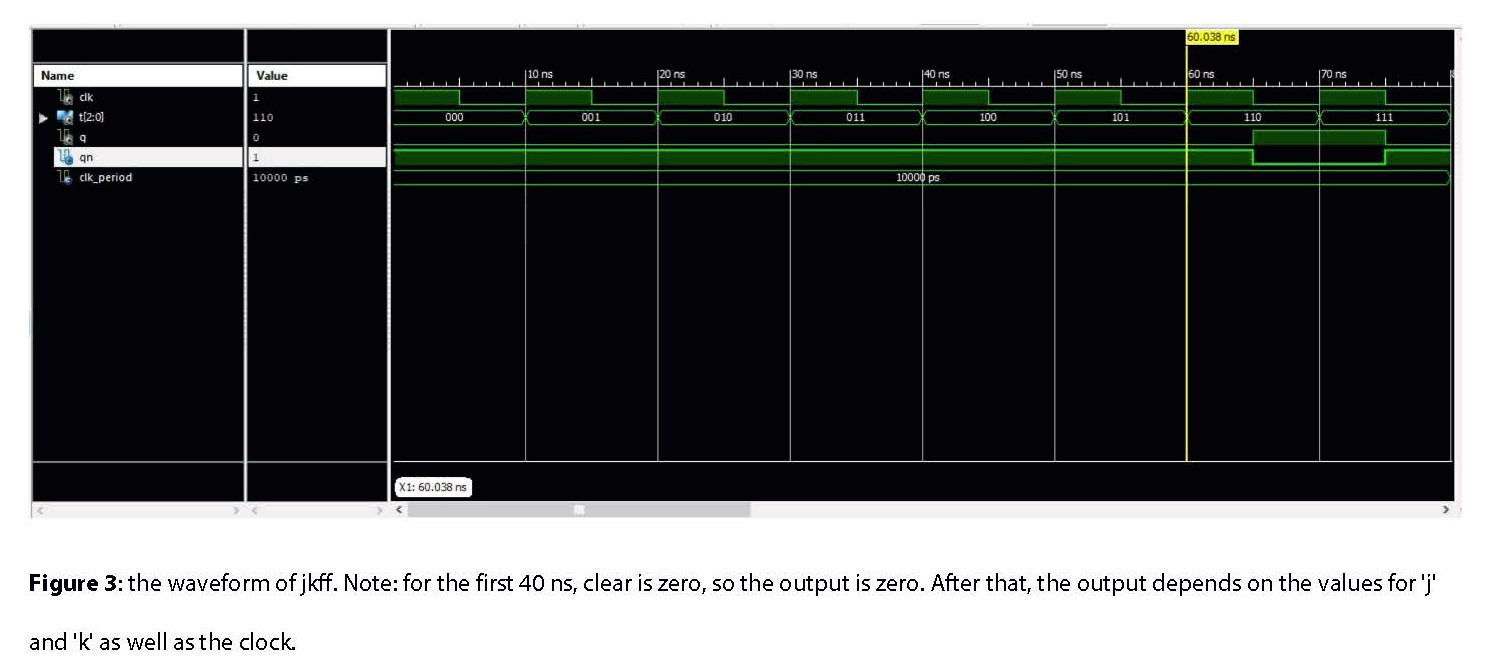 60.038 ns
Name Value
10 ns 20 ns 30 ns 40 ns 50 ns 60 ns 70 ns
clk 1
t[2:0] 110 000 001 010 011 100 101 110 111
q 0
qn 1
clk_period 10000 ps 10000 ps
X1: 60.038 ns
Figure 3: the waveform of jkff. Note: for the first 40 ns, clear is zero, so the output is zero. After that, the output depends on the values for 'j'
and 'k' as well as the clock.